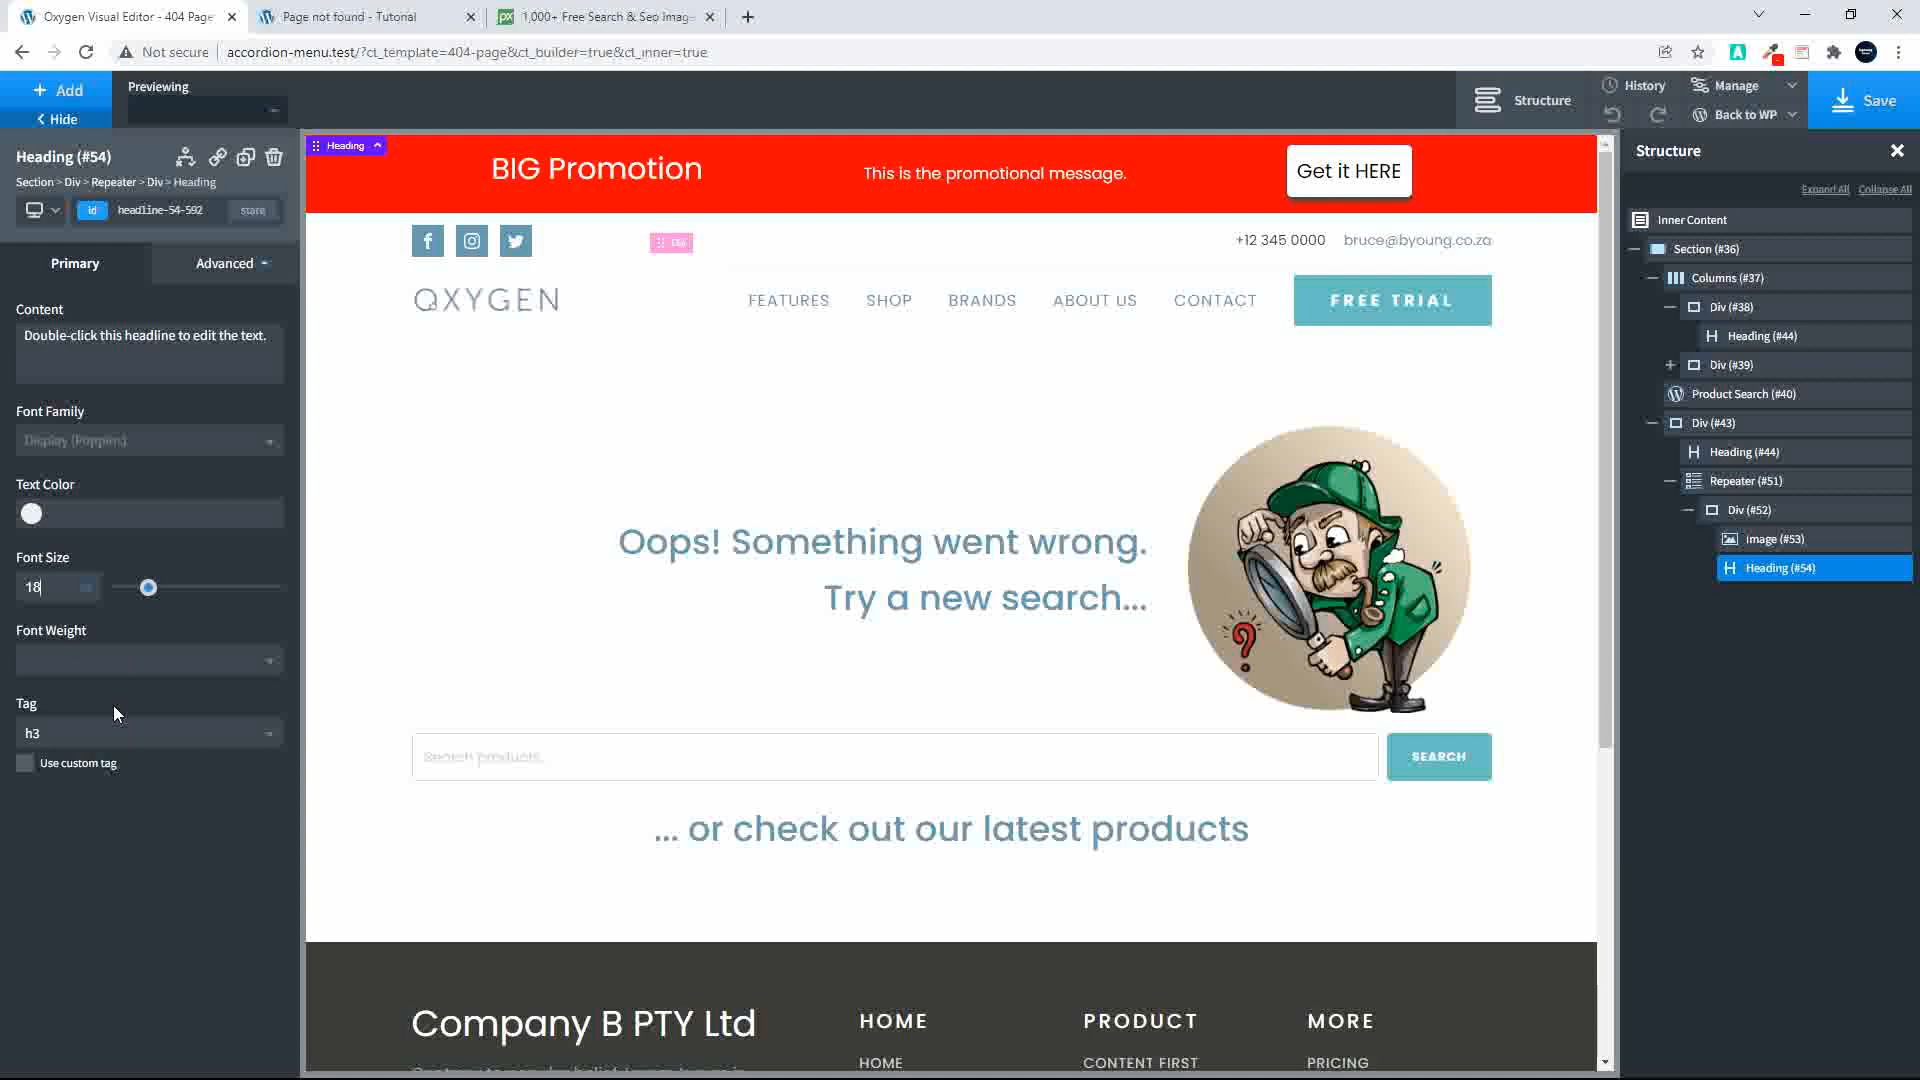 Oxygen Visual Editor - 404 Page
Page not found - Tutorial
1,000+ Free Search & Seo Imag
Not secure
accordion-menu.test/?ct_template=404-page&ct_builder=true&ct_inner=true
Add
Hide
Previewing
Structure
History
Manage
Back to WP
Save
Heading (#54)
Section > Div > Repeater > Div > Heading
id
headline-54-592
state
Primary
Advanced
Content
Double-click this headline to edit the text.
Font Family
Display (Poppins)
Text Color
Font Size
18
Font Weight
Tag
h3
Use custom tag
Heading
BIG Promotion
This is the promotional message.
Get it HERE
Div
+12 345 0000
bruce@byoung.co.za
OXYGEN
FEATURES
SHOP
BRANDS
ABOUT US
CONTACT
FREE TRIAL
Oops! Something went wrong.
Try a new search...
Search products...
SEARCH
... or check out our latest products
Company B PTY Ltd
HOME
PRODUCT
MORE
HOME
CONTENT FIRST
PRICING
Structure
Expand All
Collapse All
Inner Content
Section (#36)
Columns (#37)
Div (#38)
Heading (#44)
Div (#39)
Product Search (#40)
Div (#43)
Heading (#44)
Repeater (#51)
Div (#52)
Image (#53)
Heading (#54)